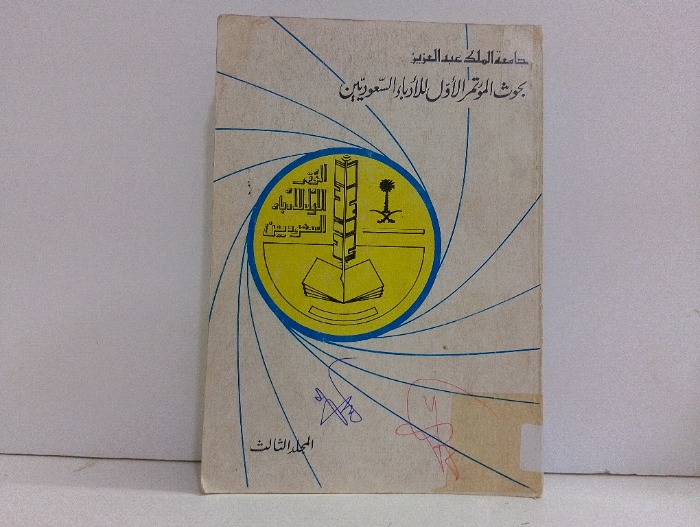 جامعة الملك عبد العزيز
بحوث المؤتمر الأول للأدباء السعوديين
المؤتمر
الأول للأدباء
السعوديين
المجلد الثالث